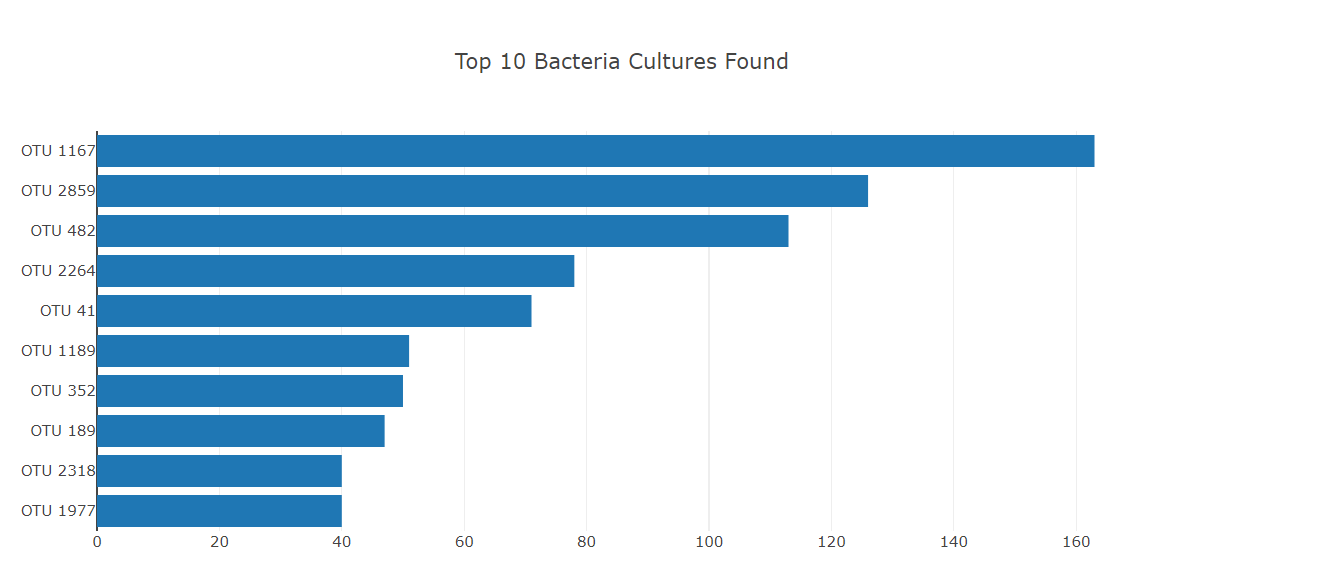 Top 10 Bacteria Cultures Found
OTU 1167
OTU 2859
OTU 482
OTU 2264
OTU 41
OTU 1189
OTU 352
OTU 189
OTU 2318
OTU 1977
0 20 40 60 80 100 120 140 160